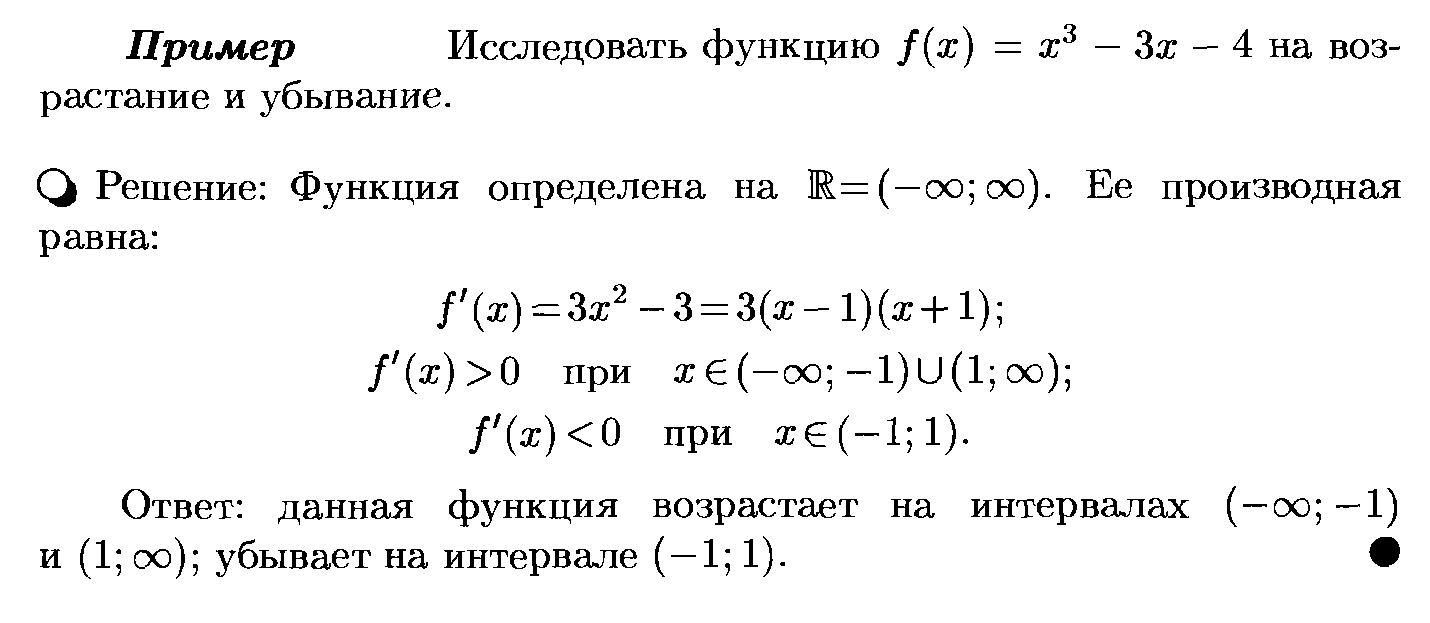 Пример Исследовать функцию f(x) = x³ − 3x − 4 на воз-
растание и убывание.
Решение: Функция определена на ℝ=(−∞; ∞). Ее производная
равна:
f′(x)=3x² −3=3(x−1)(x+1);
f′(x)>0 при x∈(−∞; −1)∪(1; ∞);
f′(x)<0 при x∈(−1; 1).
Ответ: данная функция возрастает на интервалах (−∞; −1)
и (1; ∞); убывает на интервале (−1; 1).